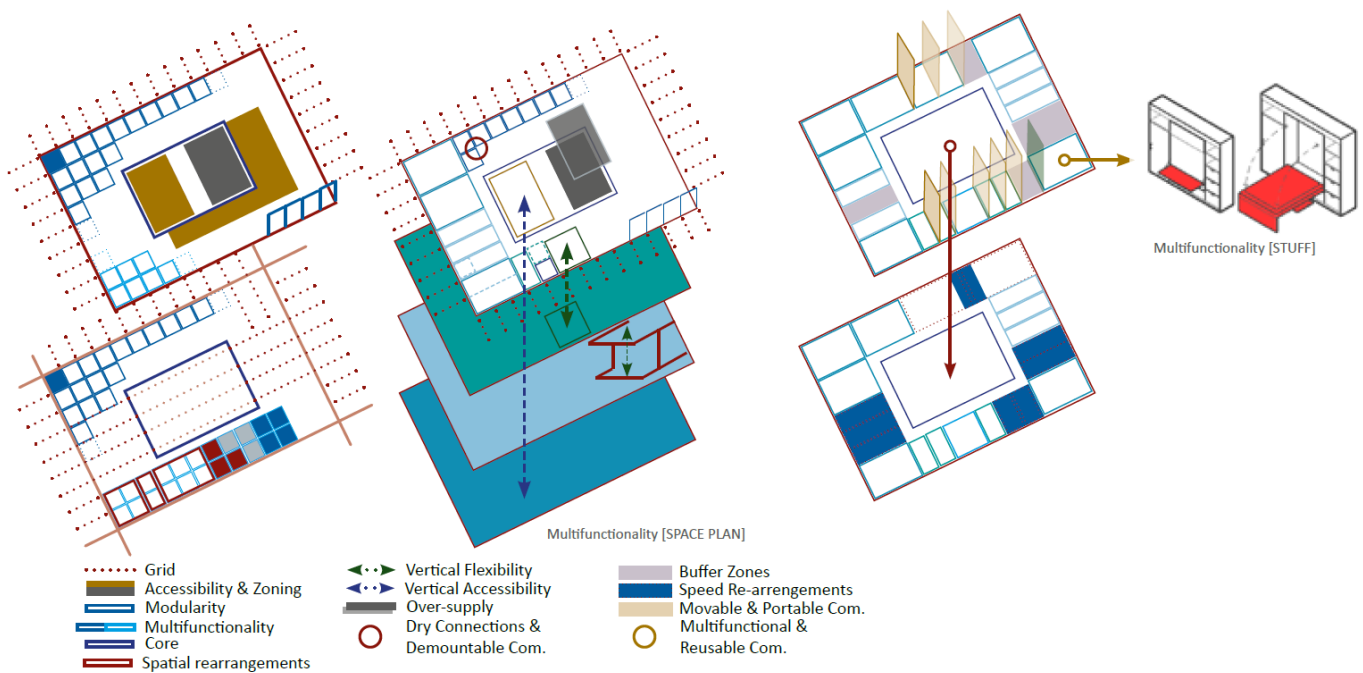 Multifunctionality [STUFF]
Multifunctionality [SPACE PLAN]
Grid
Accessibility & Zoning
Modularity
Multifunctionality
Core
Spatial rearrangements
Vertical Flexibility
Vertical Accessibility
Over-supply
Dry Connections &
Demountable Com.
Buffer Zones
Speed Re-arrengements
Movable & Portable Com.
Multifunctional &
Reusable Com.